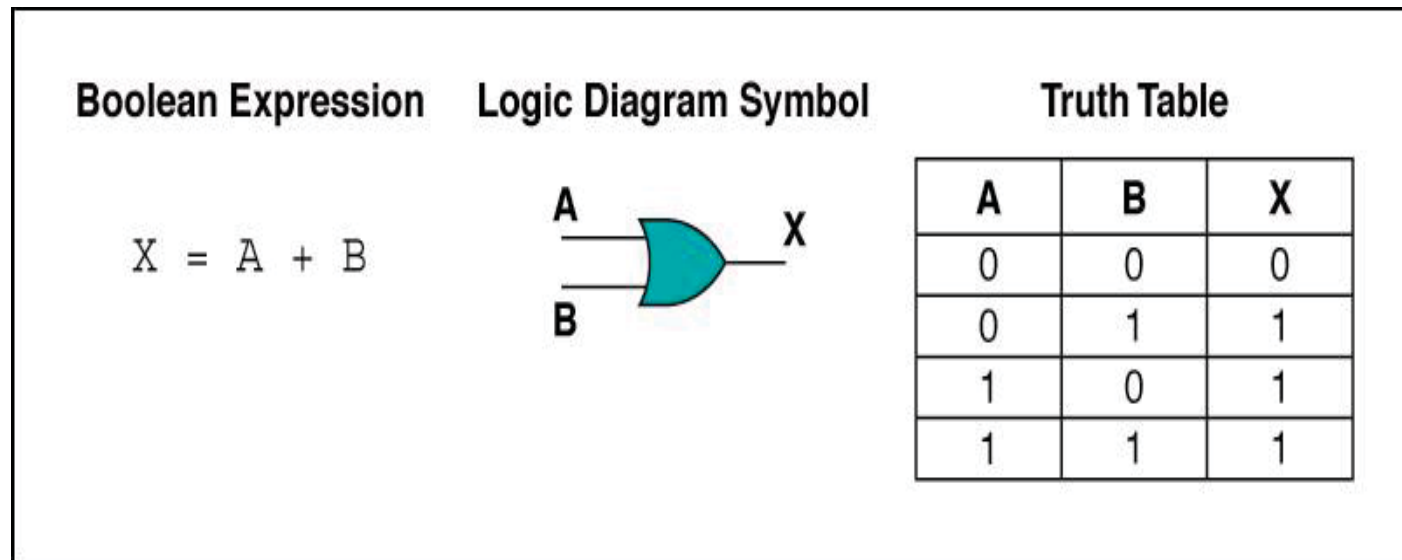 Boolean Expression Logic Diagram Symbol Truth Table
X = A + B
A
B
X
A B X
0 0 0
0 1 1
1 0 1
1 1 1